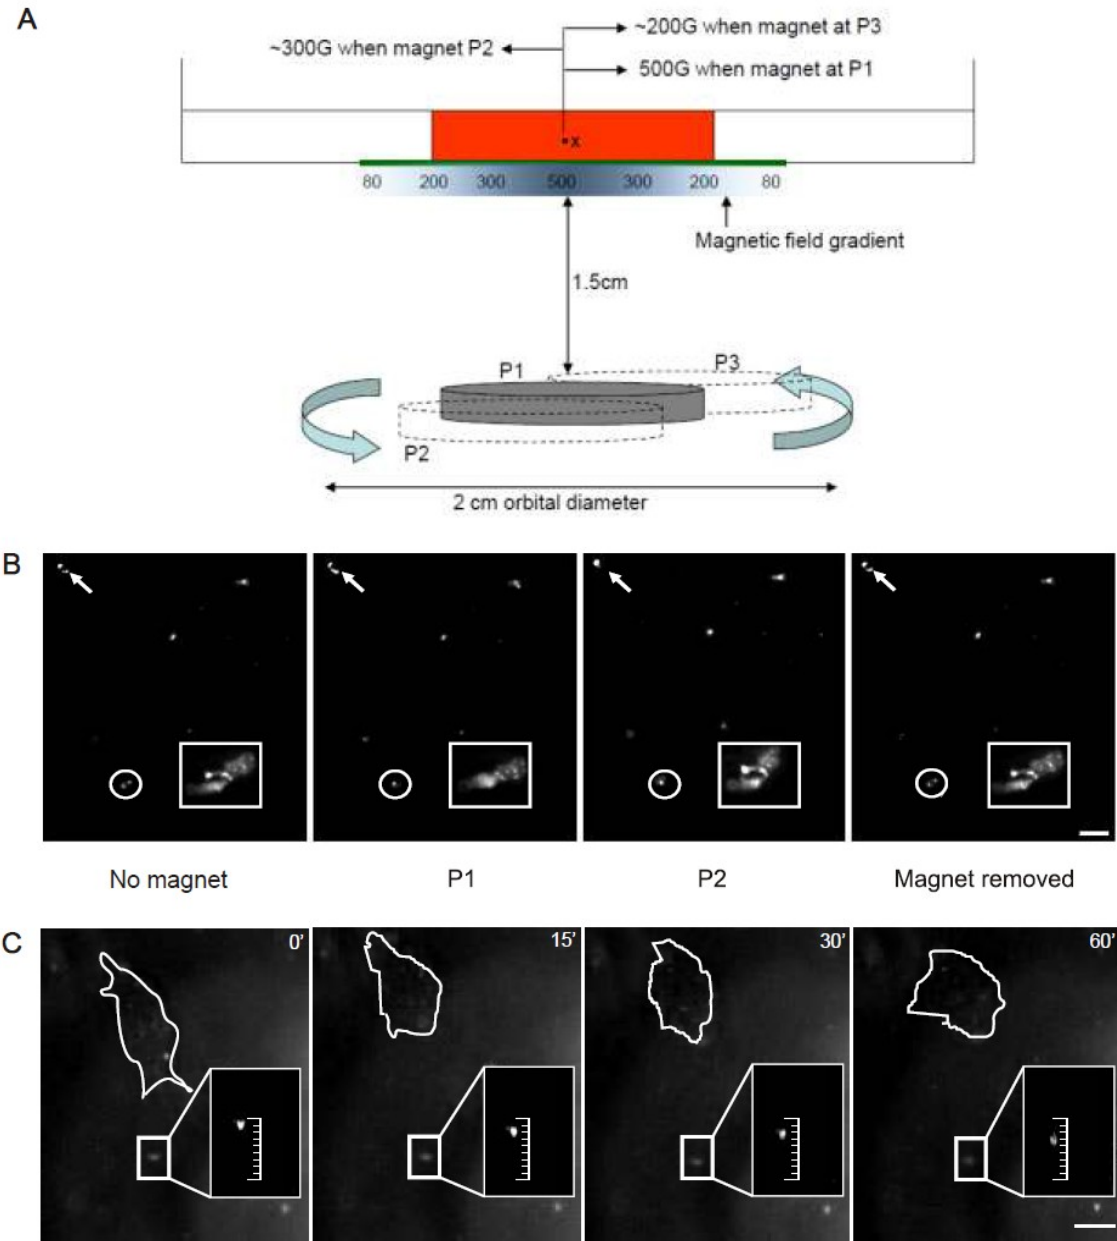 A
~200G when magnet at P3
~300G when magnet P2
500G when magnet at P1
x
80 200 300 500 300 200 80
Magnetic field gradient
1.5cm
P1
P3
P2
2 cm orbital diameter
B
No magnet
P1
P2
Magnet removed
C
0'
15'
30'
60'